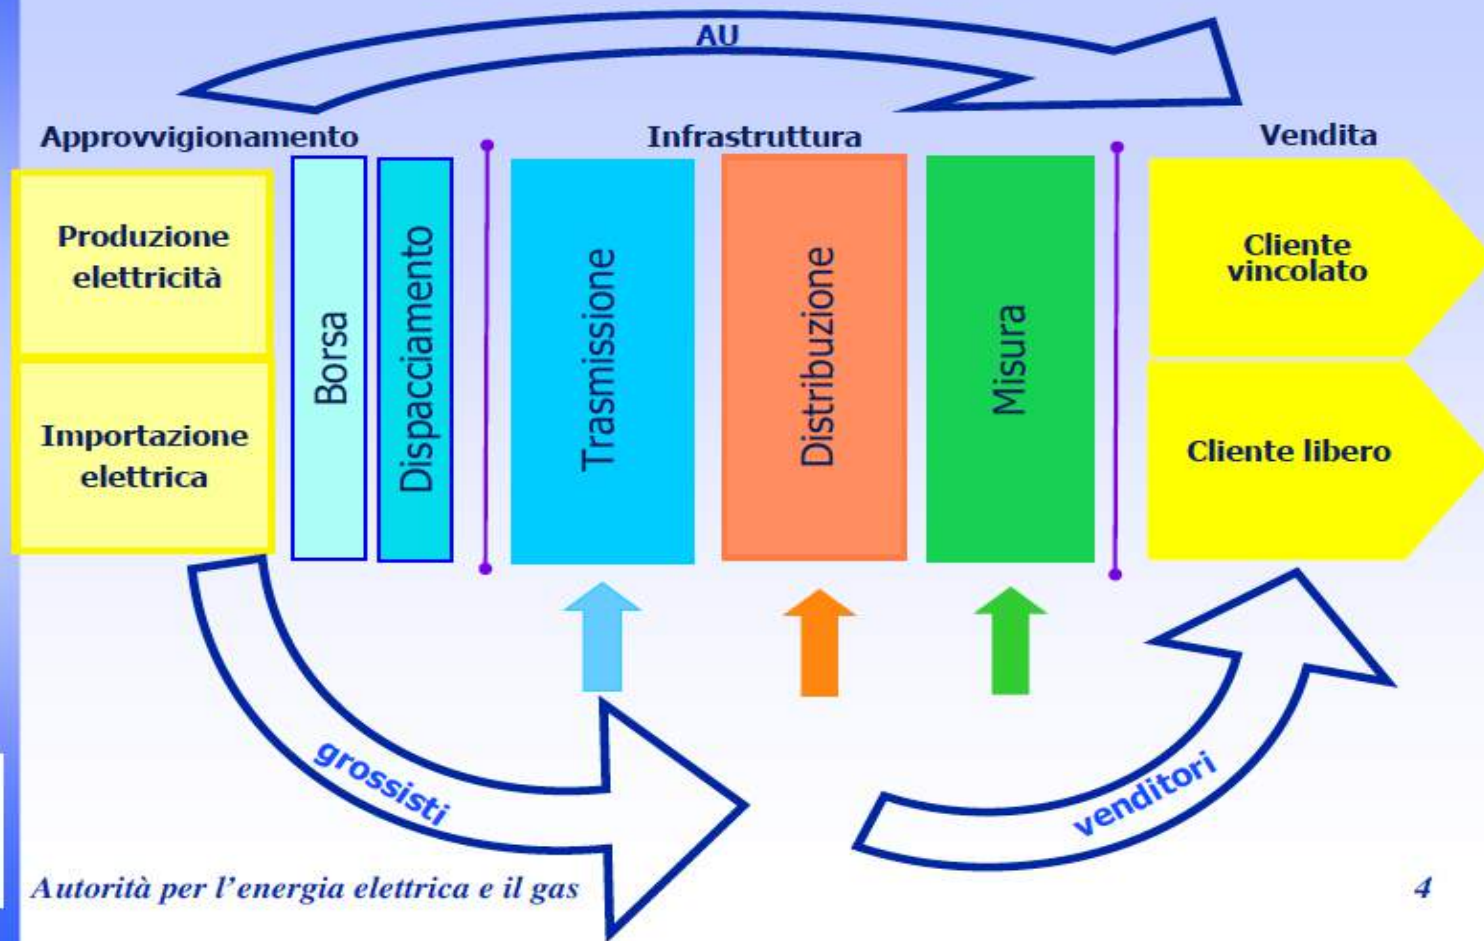 AU
Approvvigionamento
Infrastruttura
Vendita
Produzione
elettricità
Importazione
elettrica
Borsa
Dispacciamento
Trasmissione
Distribuzione
Misura
Cliente
vincolato
Cliente libero
grossisti
venditori
Autorità per l'energia elettrica e il gas
4